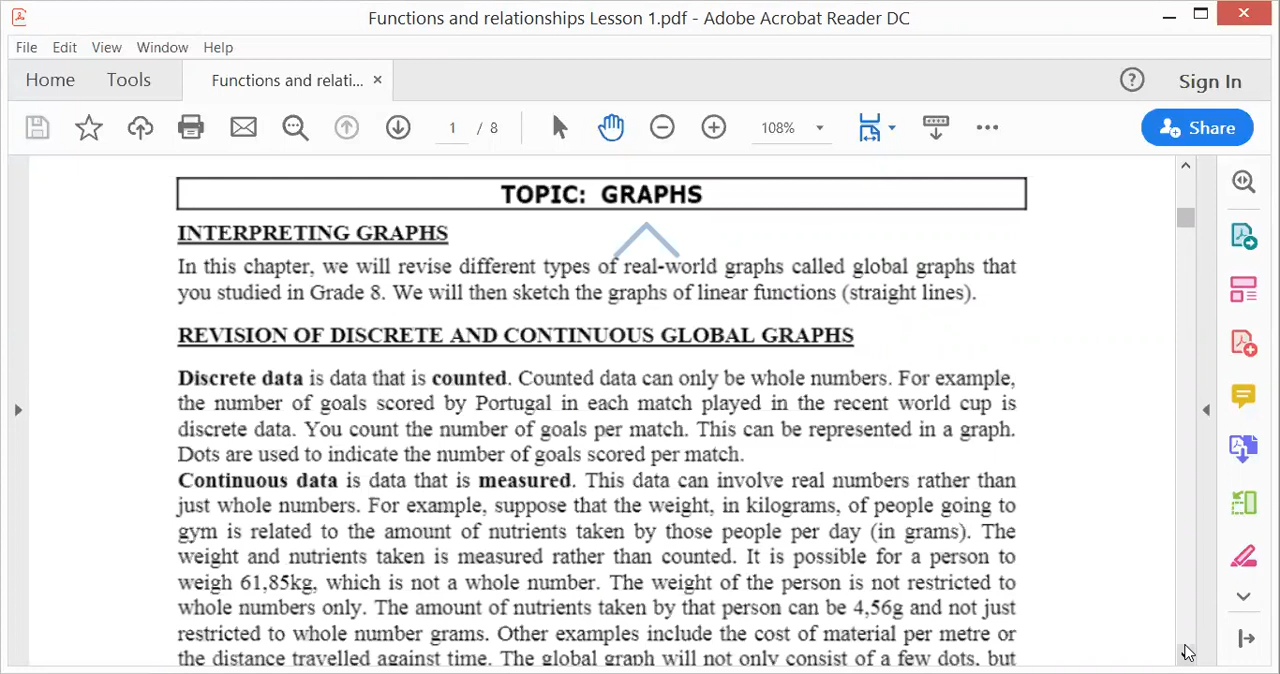 Functions and relationships Lesson 1.pdf - Adobe Acrobat Reader DC
File Edit View Window Help
Home Tools Functions and relati... Sign In
1 / 8 108% Share
TOPIC: GRAPHS
INTERPRETING GRAPHS
In this chapter, we will revise different types of real-world graphs called global graphs that
you studied in Grade 8. We will then sketch the graphs of linear functions (straight lines).
REVISION OF DISCRETE AND CONTINUOUS GLOBAL GRAPHS
Discrete data is data that is counted. Counted data can only be whole numbers. For example,
the number of goals scored by Portugal in each match played in the recent world cup is
discrete data. You count the number of goals per match. This can be represented in a graph.
Dots are used to indicate the number of goals scored per match.
Continuous data is data that is measured. This data can involve real numbers rather than
just whole numbers. For example, suppose that the weight, in kilograms, of people going to
gym is related to the amount of nutrients taken by those people per day (in grams). The
weight and nutrients taken is measured rather than counted. It is possible for a person to
weigh 61,85kg, which is not a whole number. The weight of the person is not restricted to
whole numbers only. The amount of nutrients taken by that person can be 4,56g and not just
restricted to whole number grams. Other examples include the cost of material per metre or
the distance travelled against time. The global graph will not only consist of a few dots, but